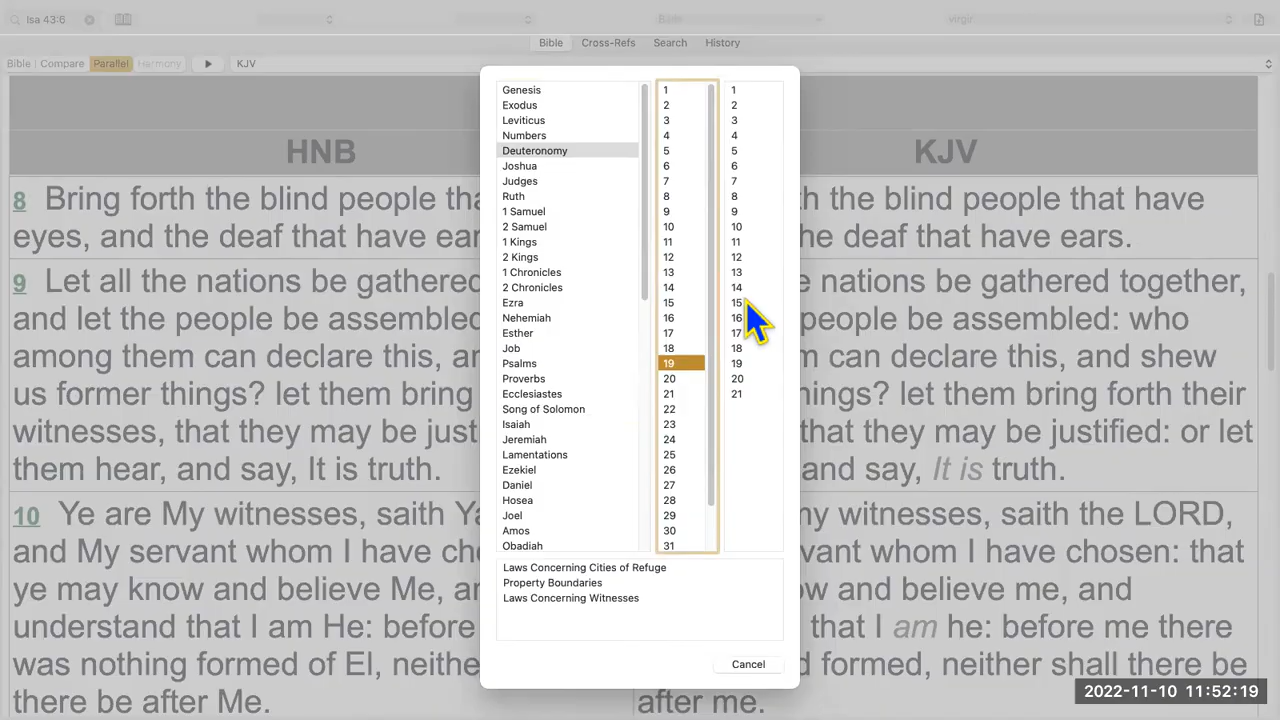 Isa 43:6
Bads
virgir
Bible Cross-Refs Search History
Bible Compare Parallel Harmony KJV
HNB KJV
8 Bring forth the blind people tha
eyes, and the deaf that have ear
9 Let all the nations be gathered
and let the people be assembled
among them can declare this, a
us former things? let them bring
witnesses, that they may be just
them hear, and say, It is truth.
10 Ye are My witnesses, saith Ya
and My servant whom I have ch
ye may know and believe Me, a
understand that I am He: before
was nothing formed of El, neithe
there be after Me.
Genesis
Exodus
Leviticus
Numbers
Deuteronomy
Joshua
Judges
Ruth
1 Samuel
2 Samuel
1 Kings
2 Kings
1 Chronicles
2 Chronicles
Ezra
Nehemiah
Esther
Job
Psalms
Proverbs
Ecclesiastes
Song of Solomon
Isaiah
Jeremiah
Lamentations
Ezekiel
Daniel
Hosea
Joel
Amos
Obadiah
1
2
3
4
5
6
7
8
9
10
11
12
13
14
15
16
17
18
19
20
21
22
23
24
25
26
27
28
29
30
31
1
2
3
4
5
6
7
8
9
10
11
12
13
14
15
16
17
18
19
20
21
Laws Concerning Cities of Refuge
Property Boundaries
Laws Concerning Witnesses
Cancel
h the blind people that have
he deaf that have ears.
e nations be gathered together,
people be assembled: who
m can declare this, and shew
hings? let them bring forth their
that they may be justified: or let
and say, It is truth.
my witnesses, saith the LORD,
vant whom I have chosen: that
w and believe me, and
that I am he: before me there
d formed, neither shall there be
after me.
2022-11-10 11:52:19